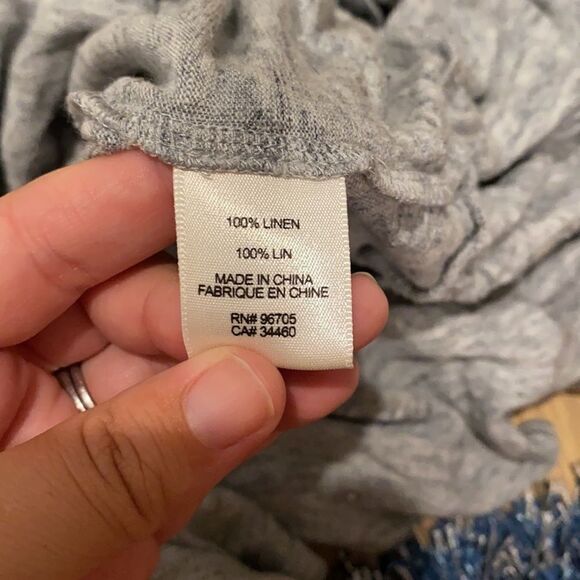 100% LINEN
100% LIN
MADE IN CHINA
FABRIQUE EN CHINE
RN# 96705
CA# 34460